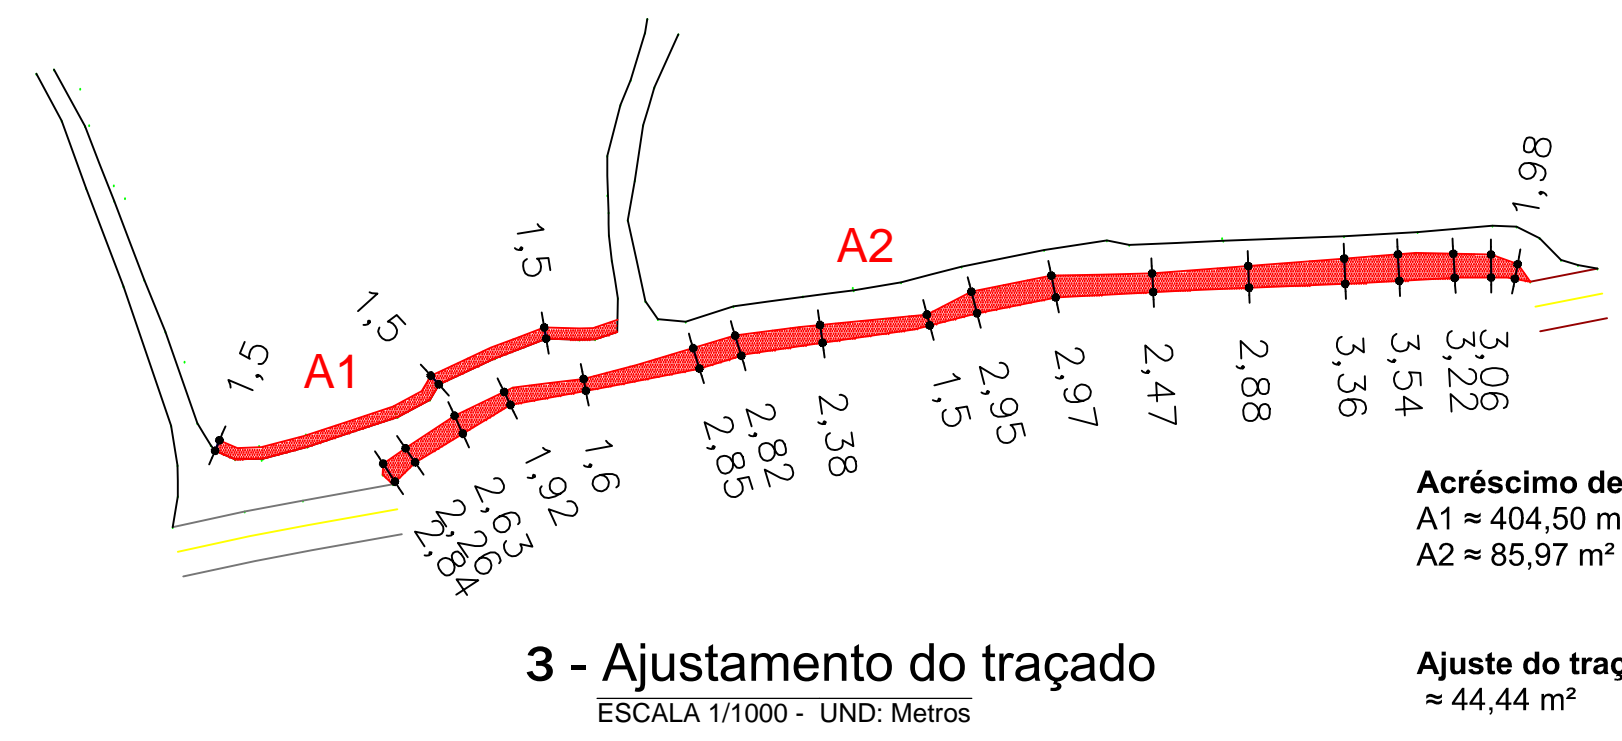 1,98
1,5
A2
1,5
1,5
A1
2,84
2,26
2,63
1,92
1,6
2,85
2,82
2,38
1,5
2,95
2,97
2,47
2,88
3,36
3,54
3,22
3,06
Acréscimo de
A1 ≈ 404,50 m
A2 ≈ 85,97 m²
3 - Ajustamento do traçado
ESCALA 1/1000 - UND: Metros
Ajuste do traç
≈ 44,44 m²